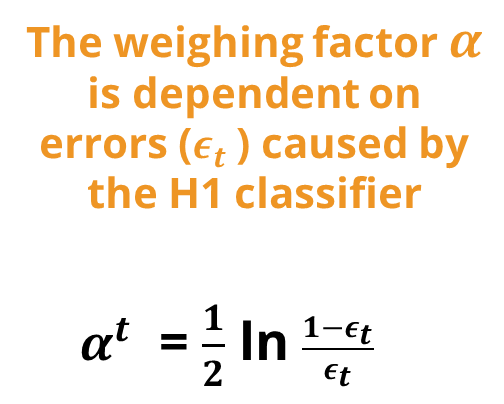 The weighing factor α
is dependent on
errors (ϵt ) caused by
the H1 classifier
α^t = 1/2 ln (1−ϵt)/ϵt